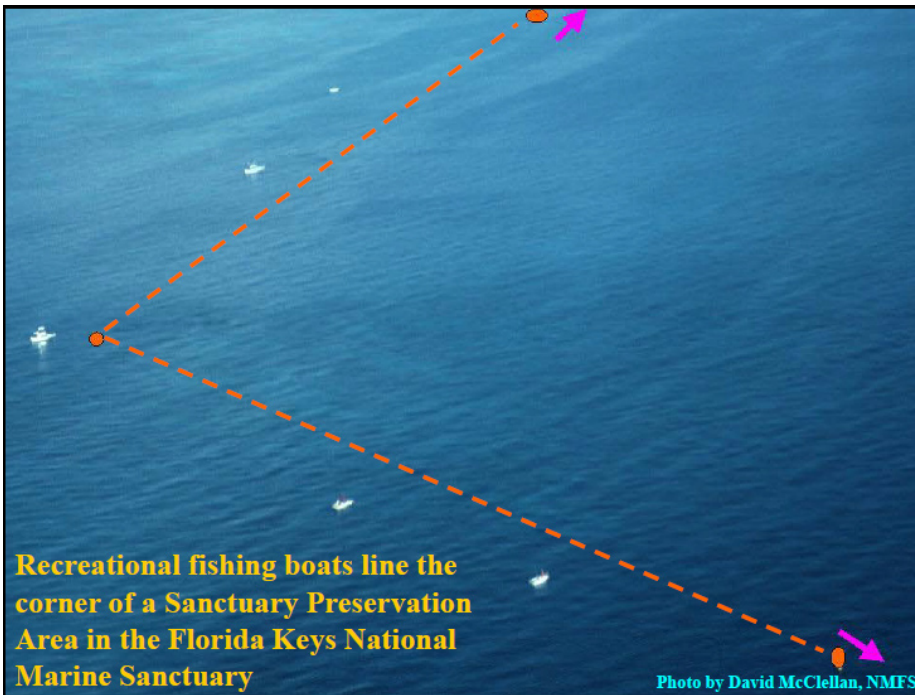 Recreational fishing boats line the
corner of a Sanctuary Preservation
Area in the Florida Keys National
Marine Sanctuary
Photo by David McClellan, NMFS